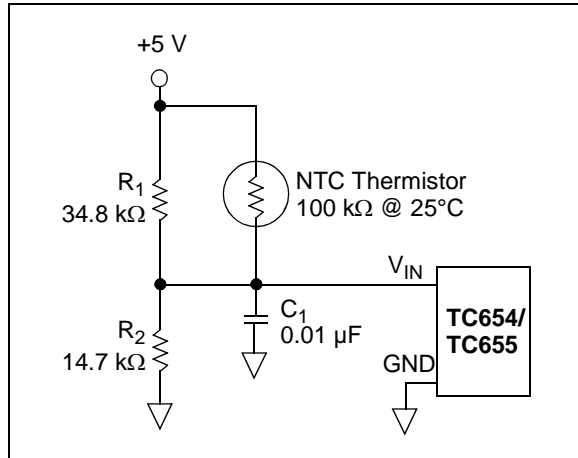 +5 V
R1
34.8 kΩ
NTC Thermistor
100 kΩ @ 25°C
VIN
R2
14.7 kΩ
C1
0.01 µF
TC654/
TC655
GND